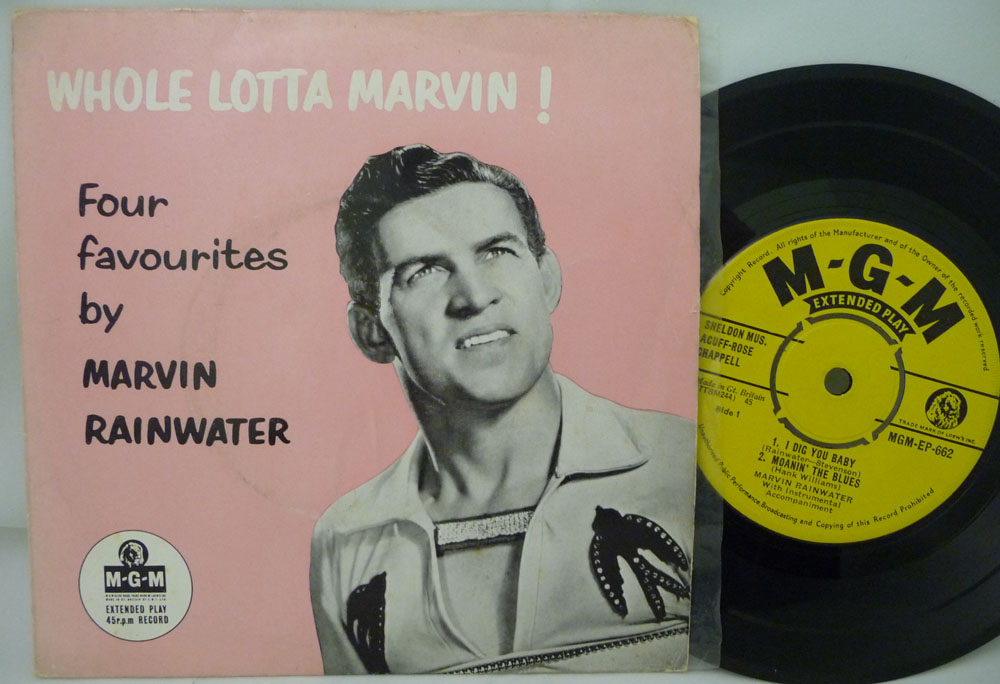 WHOLE LOTTA MARVIN !
Four
favourites
by
MARVIN
RAINWATER
M-G-M
EXTENDED PLAY
45r.p.m RECORD
Copyright Record. All rights of the Manufacturer and of the Owner of the recorded work reserved
M-G-M
EXTENDED PLAY
SHELDON MUS.
ACUFF-ROSE
CHAPPELL
Made in Gt. Britain
45
Side 1
TRADE MARK OF LOEW'S INC.
MGM-EP-662
1. I DIG YOU BABY
(Rainwater-Stevenson)
2. MOANIN' THE BLUES
(Hank Williams)
MARVIN RAINWATER
With Instrumental
Accompaniment
Unauthorised Public Performance, Broadcasting and Copying of this Record Prohibited